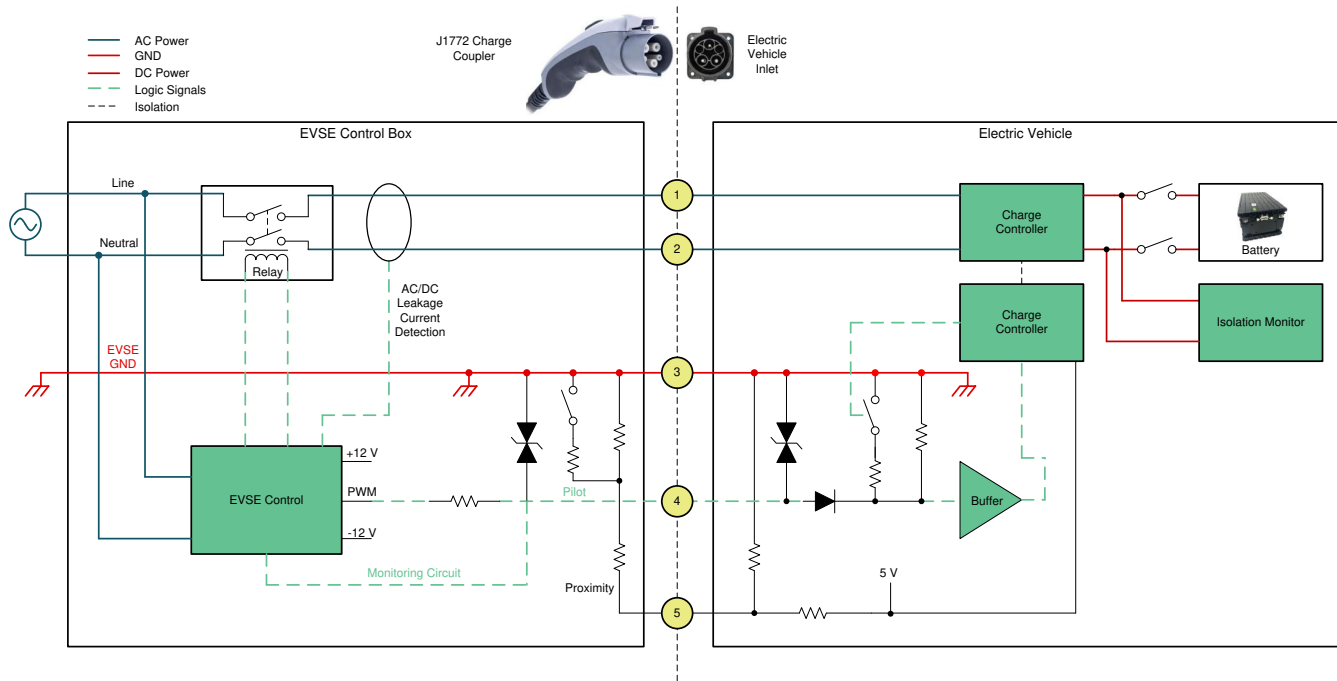 AC Power
GND
DC Power
Logic Signals
Isolation
J1772 Charge
Coupler
Electric
Vehicle
Inlet
EVSE Control Box
Electric Vehicle
Line
Neutral
Relay
AC/DC
Leakage
Current
Detection
EVSE
GND
EVSE Control
+12 V
PWM
-12 V
Pilot
Monitoring Circuit
Proximity
1
2
3
4
5
Charge
Controller
Charge
Controller
Battery
Isolation Monitor
Buffer
5 V